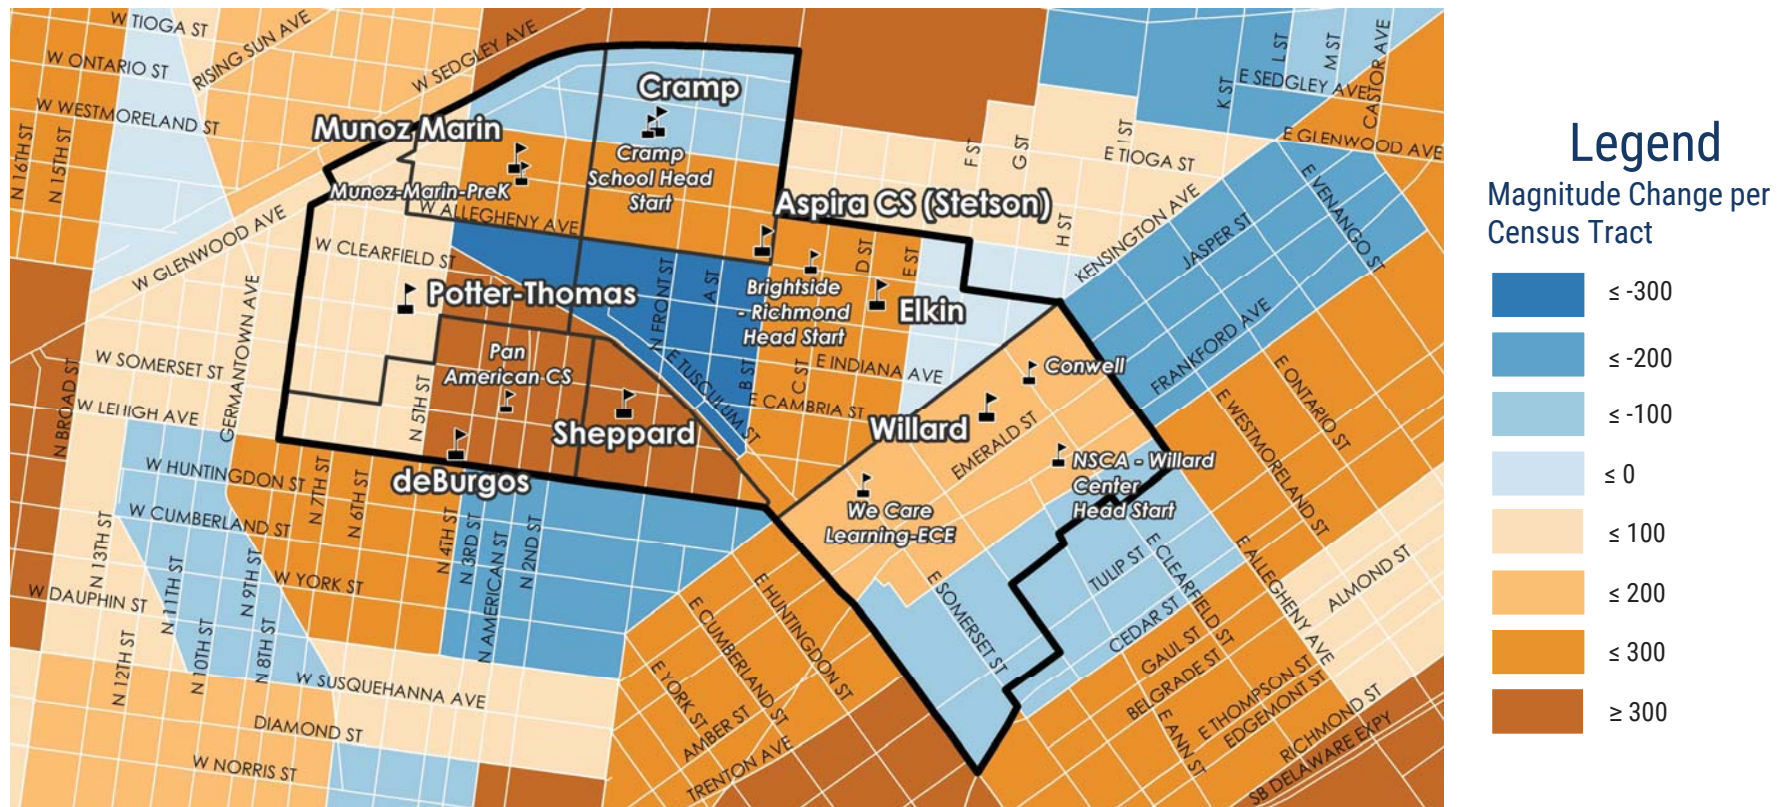 W TIOGA ST
RISING SUN AVE
W SEDGLEY AVE
W ONTARIO ST
W WESTMORELAND ST
N 16TH ST
N 15TH ST
Cramp
Munoz Marin
Cramp
School Head
Start
Munoz-Marin-PreK
W ALLEGHENY AVE
Aspira CS (Stetson)
L ST
M ST
CASTOR AVE
K ST
E SEDGLEY AVE
E GLENWOOD AVE
F ST
G ST
I ST
E TIOGA ST
H ST
KENSINGTON AVE
JASPER ST
E VENANGO ST
W GLENWOOD AVE
W CLEARFIELD ST
GERMANTOWN AVE
Potter-Thomas
N FRONT ST
A ST
B ST
C ST
D ST
E ST
Brightside
- Richmond
Head Start
Elkin
E INDIANA AVE
E CAMBRIA ST
E TUSCULUM ST
FRANKFORD AVE
E ONTARIO ST
E WESTMORELAND ST
N BROAD ST
W SOMERSET ST
W LEHIGH AVE
N 5TH ST
Pan
American CS
Sheppard
deBurgos
Conwell
Willard
EMERALD ST
NSCA - Willard
Center
Head Start
We Care
Learning-ECE
W HUNTINGDON ST
W CUMBERLAND ST
N 7TH ST
N 6TH ST
N 4TH ST
N 3RD ST
N AMERICAN ST
N 2ND ST
N 13TH ST
N 11TH ST
N 9TH ST
W YORK ST
W DAUPHIN ST
N 12TH ST
N 10TH ST
N 8TH ST
W SUSQUEHANNA AVE
DIAMOND ST
W NORRIS ST
E HUNTINGDON ST
E CUMBERLAND ST
E YORK ST
AMBER ST
TRENTON AVE
E SOMERSET ST
TULIP ST
CEDAR ST
E CLEARFIELD ST
GAUL ST
BELGRADE ST
E ALLEGHENY AVE
ALMOND ST
E ANN ST
E THOMPSON ST
EDGEMONT ST
RICHMOND ST
SB DELAWARE EXPY
Legend
Magnitude Change per
Census Tract
≤ -300
≤ -200
≤ -100
≤ 0
≤ 100
≤ 200
≤ 300
≥ 300